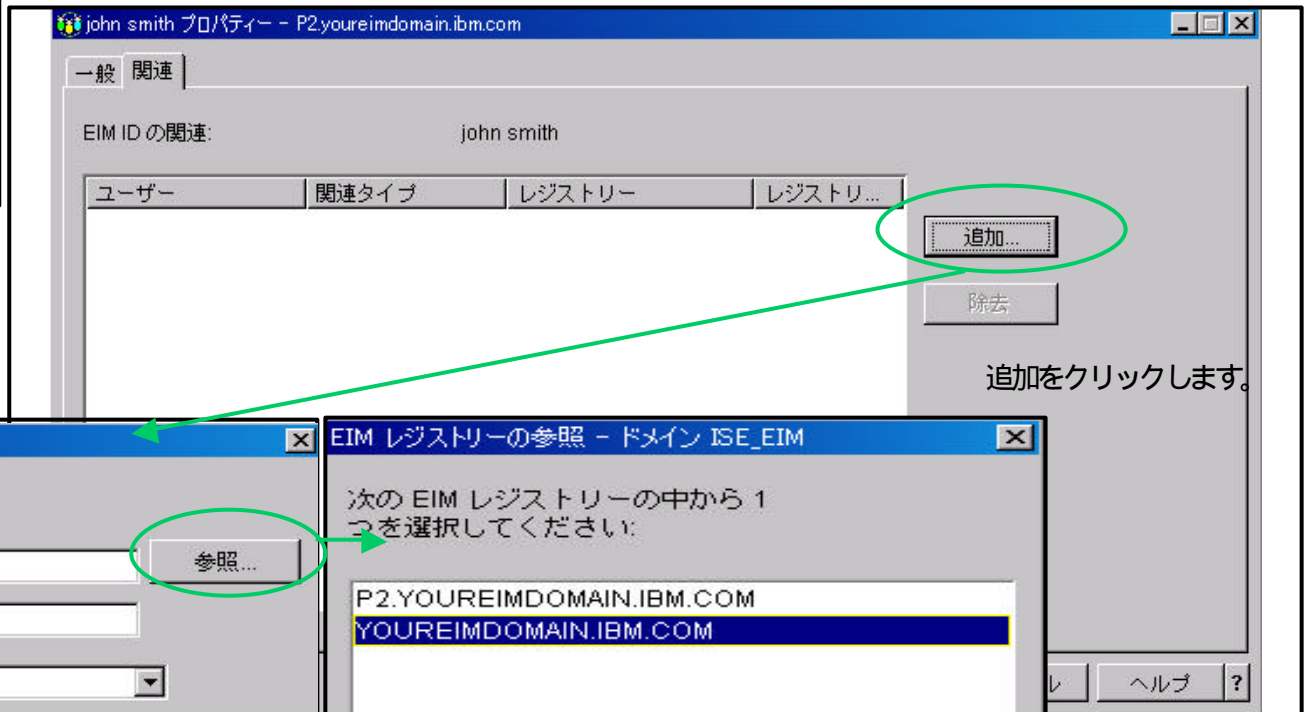 john smith プロパティー - P2.youreimdomain.ibm.com
一般 関連
EIM ID の関連: john smith
ユーザー 関連タイプ レジストリー レジストリ...
追加...
除去
追加をクリックします。
EIM レジストリーの参照 - ドメイン ISE_EIM
次の EIM レジストリーの中から 1
つを選択してください:
参照...
P2.YOUREIMDOMAIN.IBM.COM
YOUREIMDOMAIN.IBM.COM
ル ヘルプ ?